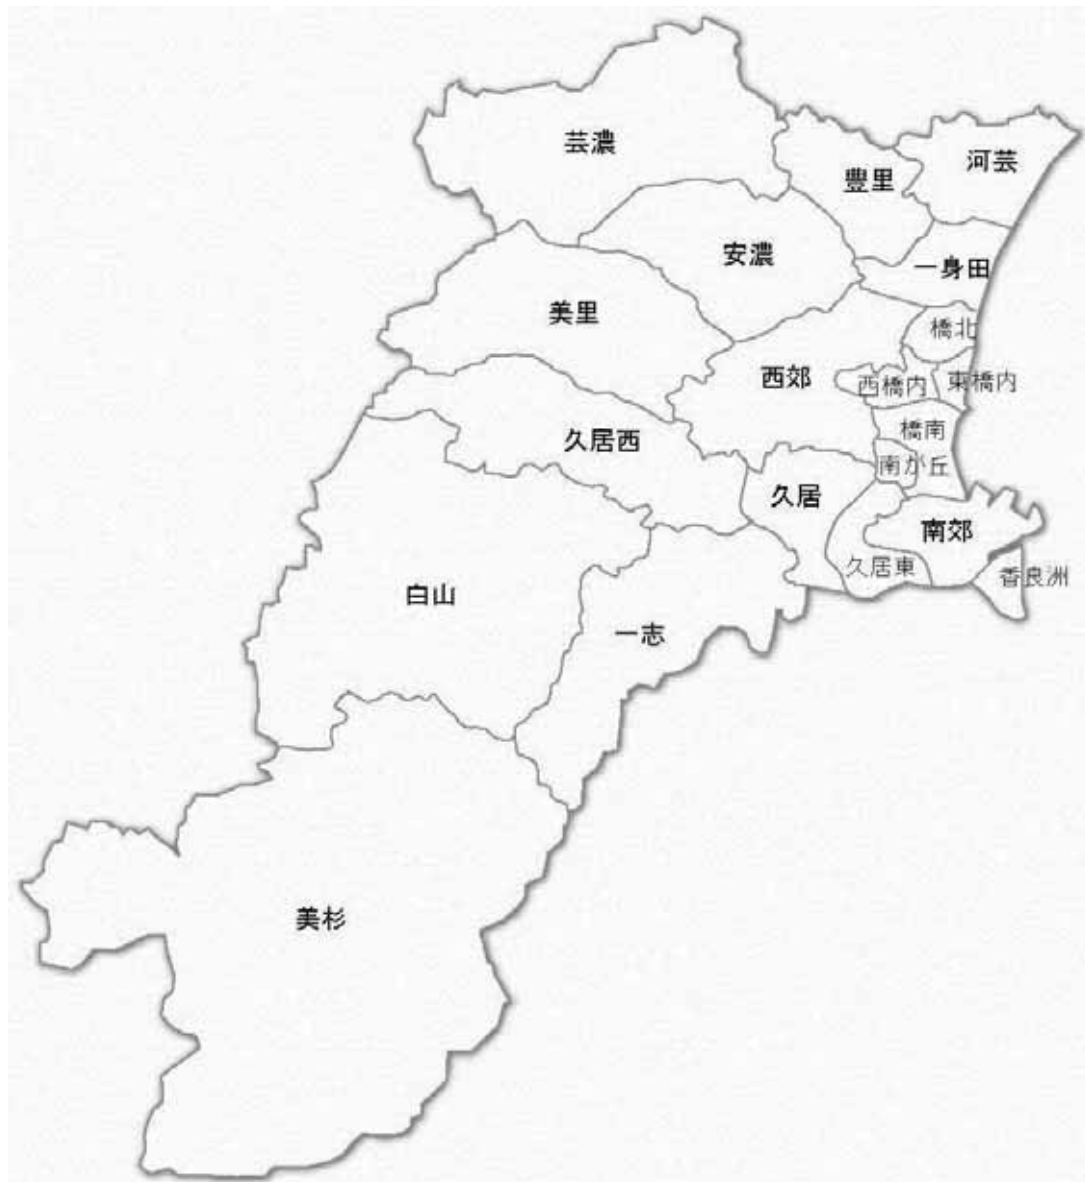 芸濃
豊里
河芸
安濃
一身田
美里
橋北
西郊
西橋内
東橋内
橋南
久居西
南が丘
久居
南郊
久居東
香良洲
白山
一志
美杉